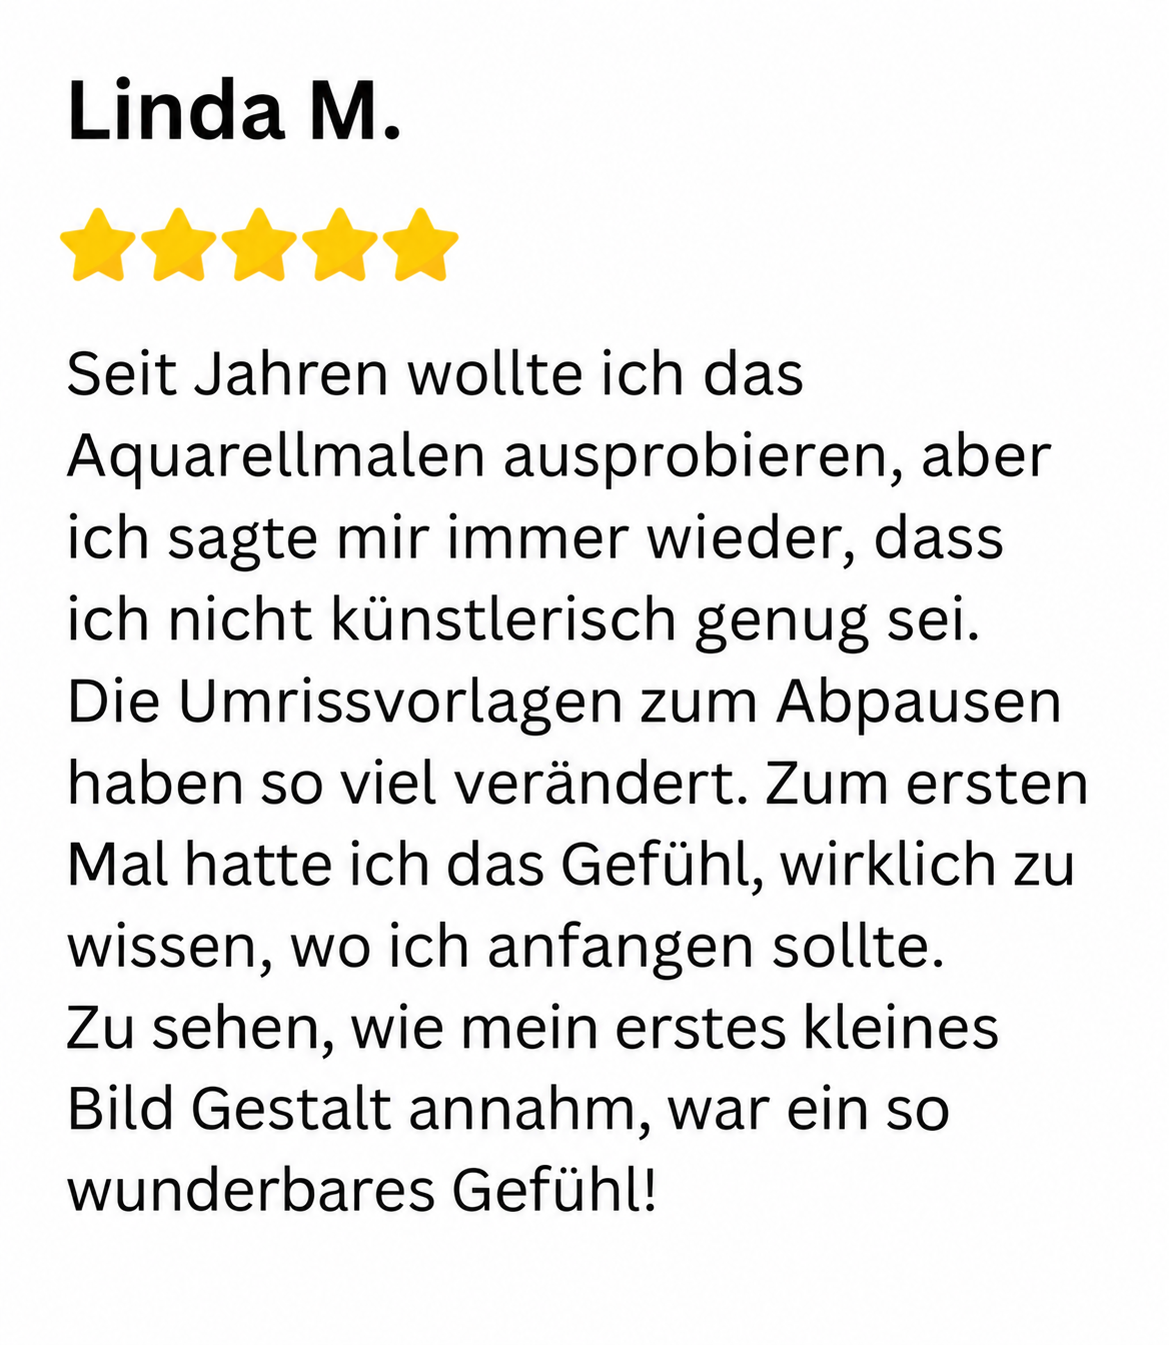 Linda M.
Seit Jahren wollte ich das
Aquarellmalen ausprobieren, aber
ich sagte mir immer wieder, dass
ich nicht künstlerisch genug sei.
Die Umrissvorlagen zum Abpausen
haben so viel verändert. Zum ersten
Mal hatte ich das Gefühl, wirklich zu
wissen, wo ich anfangen sollte.
Zu sehen, wie mein erstes kleines
Bild Gestalt annahm, war ein so
wunderbares Gefühl!